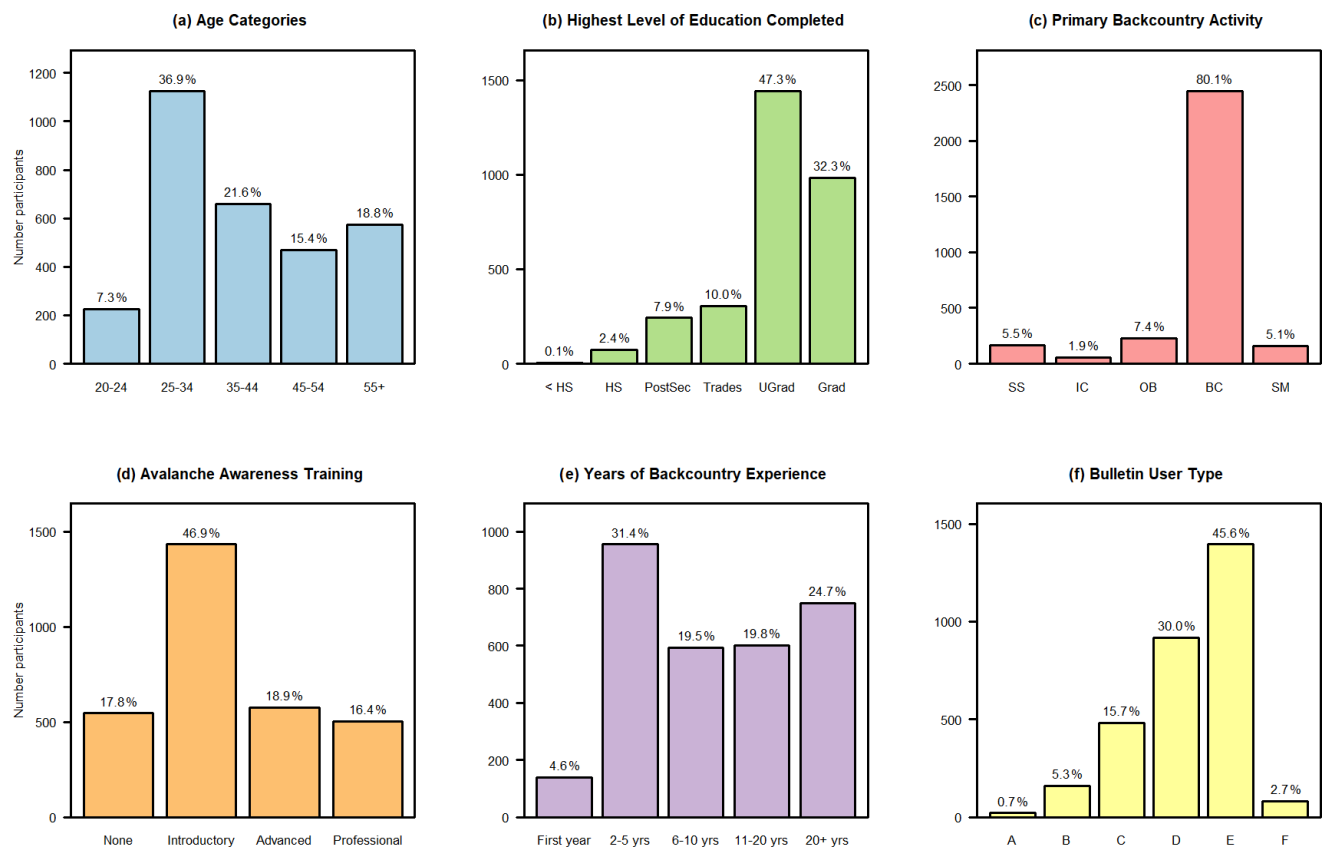 (a) Age Categories
Number participants
1200
1000
800
600
400
200
0
7.3%
36.9%
21.6%
15.4%
18.8%
20-24
25-34
35-44
45-54
55+
(b) Highest Level of Education Completed
1500
1000
500
0
0.1%
2.4%
7.9%
10.0%
47.3%
32.3%
< HS
HS
PostSec
Trades
UGrad
Grad
(c) Primary Backcountry Activity
2500
2000
1500
1000
500
0
5.5%
1.9%
7.4%
80.1%
5.1%
SS
IC
OB
BC
SM
(d) Avalanche Awareness Training
Number participants
1500
1000
500
0
17.8%
46.9%
18.9%
16.4%
None
Introductory
Advanced
Professional
(e) Years of Backcountry Experience
1000
800
600
400
200
0
4.6%
31.4%
19.5%
19.8%
24.7%
First year
2-5 yrs
6-10 yrs
11-20 yrs
20+ yrs
(f) Bulletin User Type
1500
1000
500
0
0.7%
5.3%
15.7%
30.0%
45.6%
2.7%
A
B
C
D
E
F